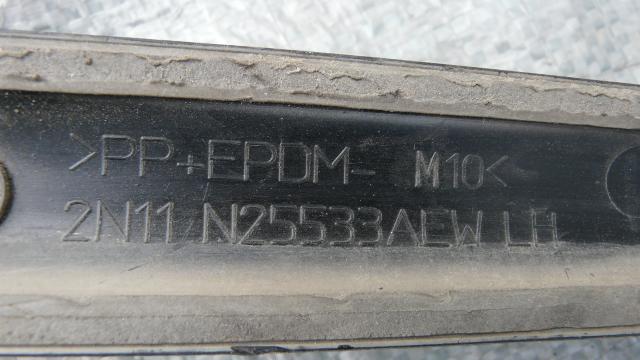 >PP+EPDM- M10<
2N11 N25533AEW LH